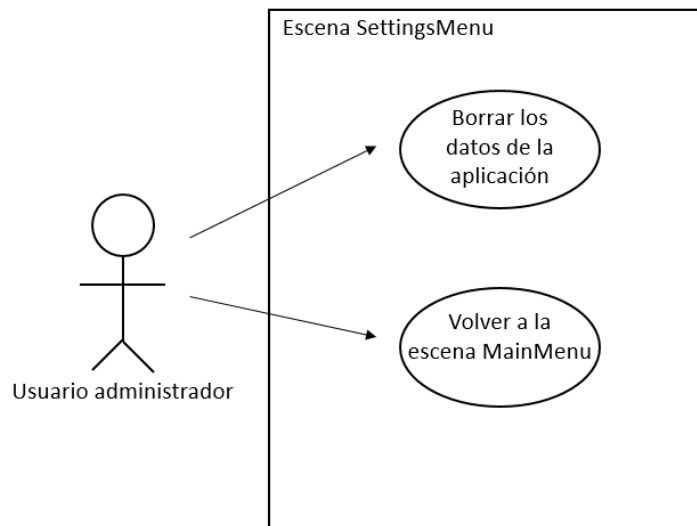 Escena SettingsMenu
Borrar los
datos de la
aplicación
Volver a la
escena MainMenu
Usuario administrador